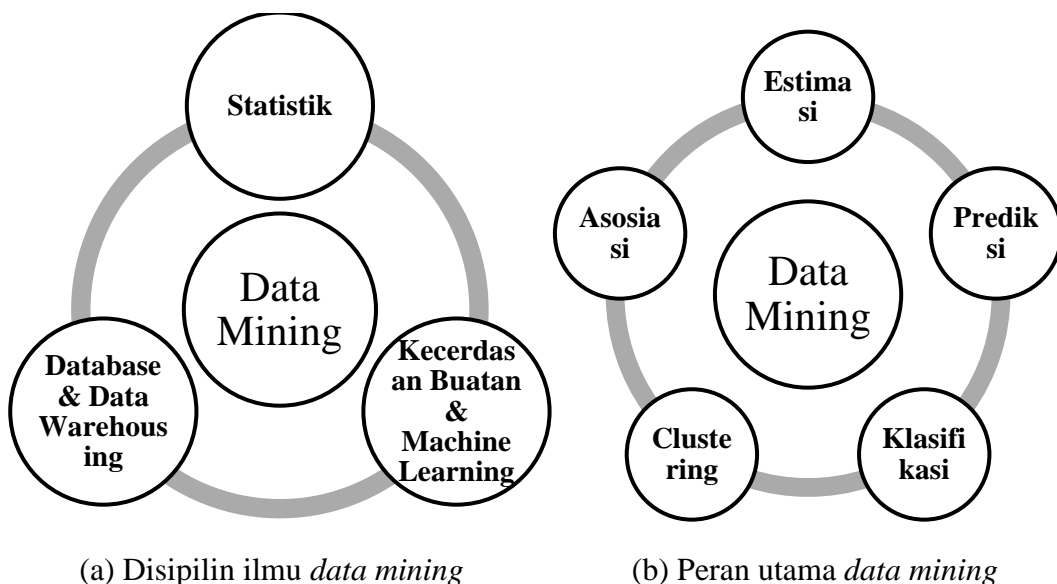 Statistik
Data
Mining
Database
& Data
Warehous
ing
Kecerdas
an Buatan
&
Machine
Learning
(a) Disipilin ilmu data mining
Estima
si
Predik
si
Klasifi
kasi
Cluste
ring
Asosia
si
Data
Mining
(b) Peran utama data mining